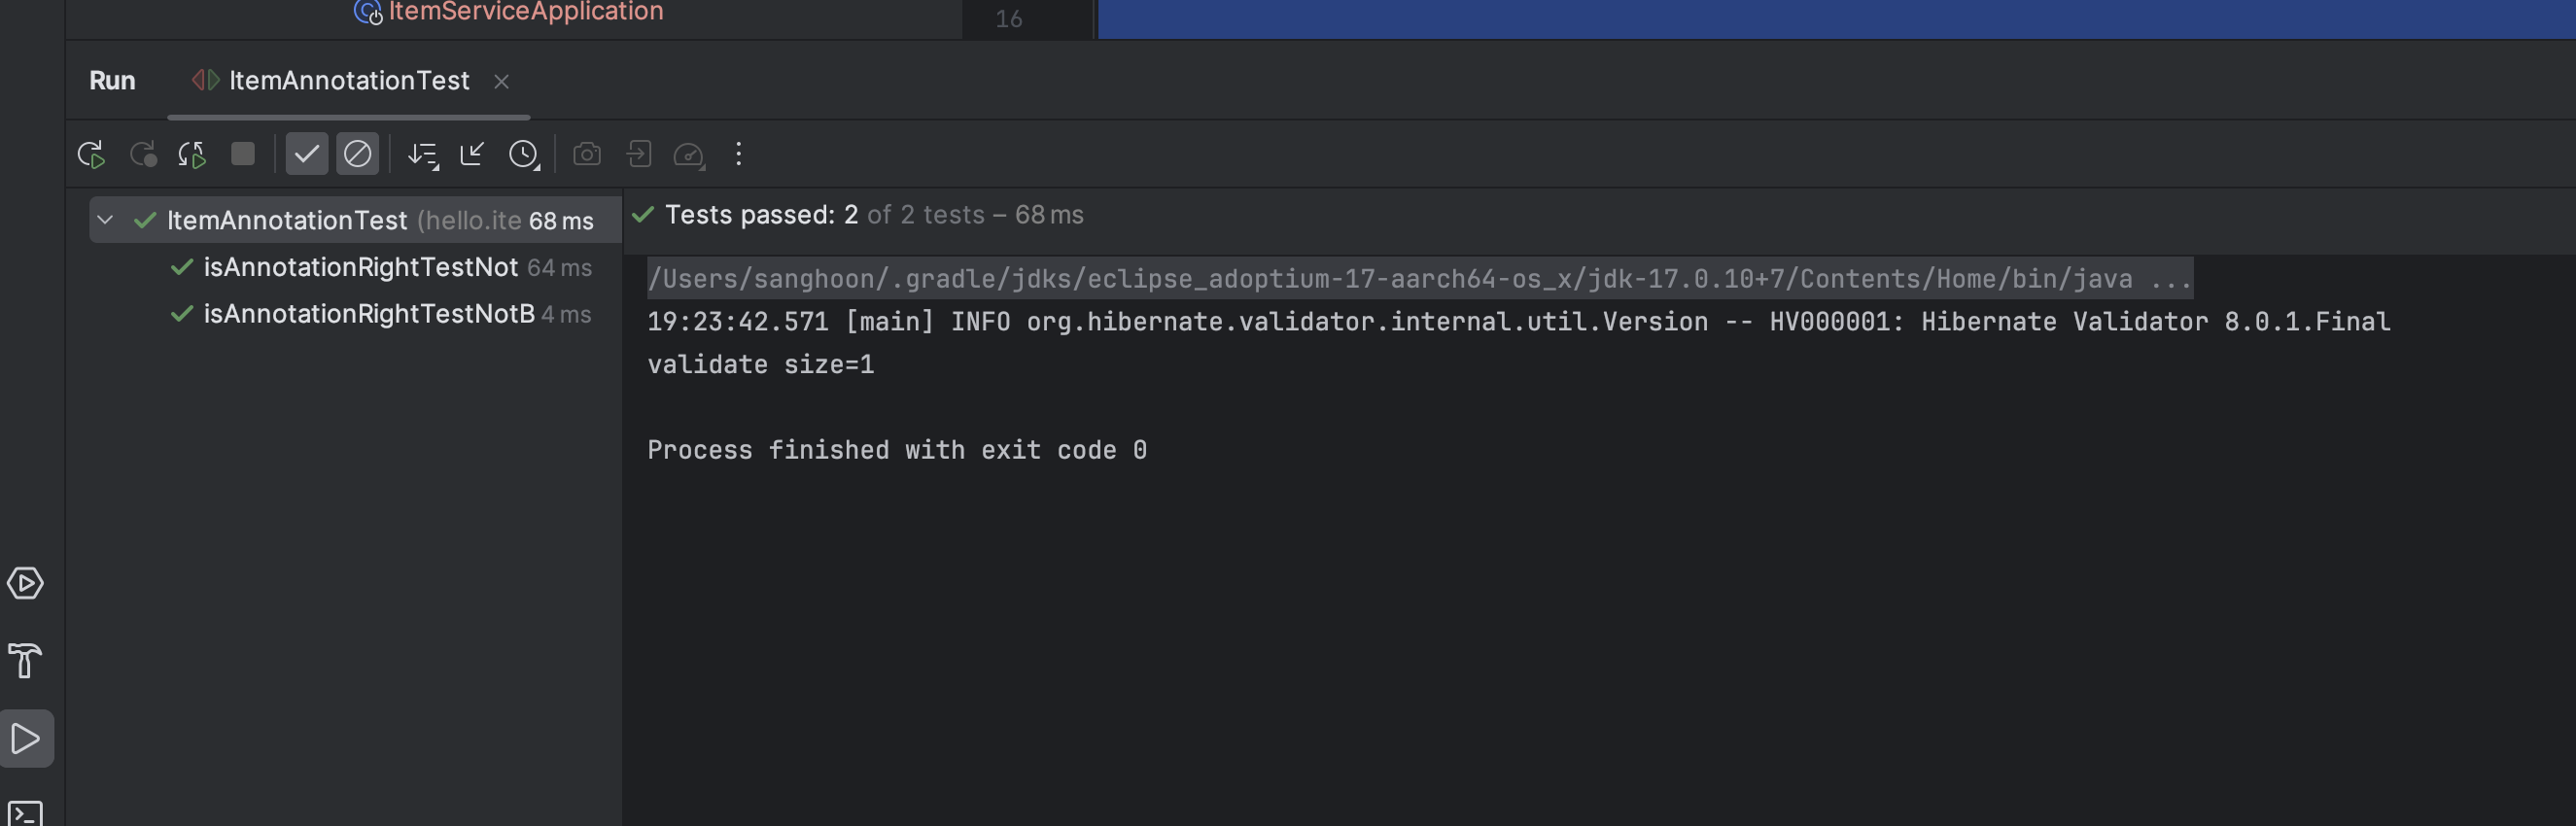 ItemServiceApplication
16
Run
ItemAnnotationTest
ItemAnnotationTest (hello.ite 68 ms
isAnnotationRightTestNot 64 ms
isAnnotationRightTestNotB 4 ms
Tests passed: 2 of 2 tests – 68 ms
/Users/sanghoon/.gradle/jdks/eclipse_adoptium-17-aarch64-os_x/jdk-17.0.10+7/Contents/Home/bin/java ...
19:23:42.571 [main] INFO org.hibernate.validator.internal.util.Version -- HV000001: Hibernate Validator 8.0.1.Final
validate size=1
Process finished with exit code 0